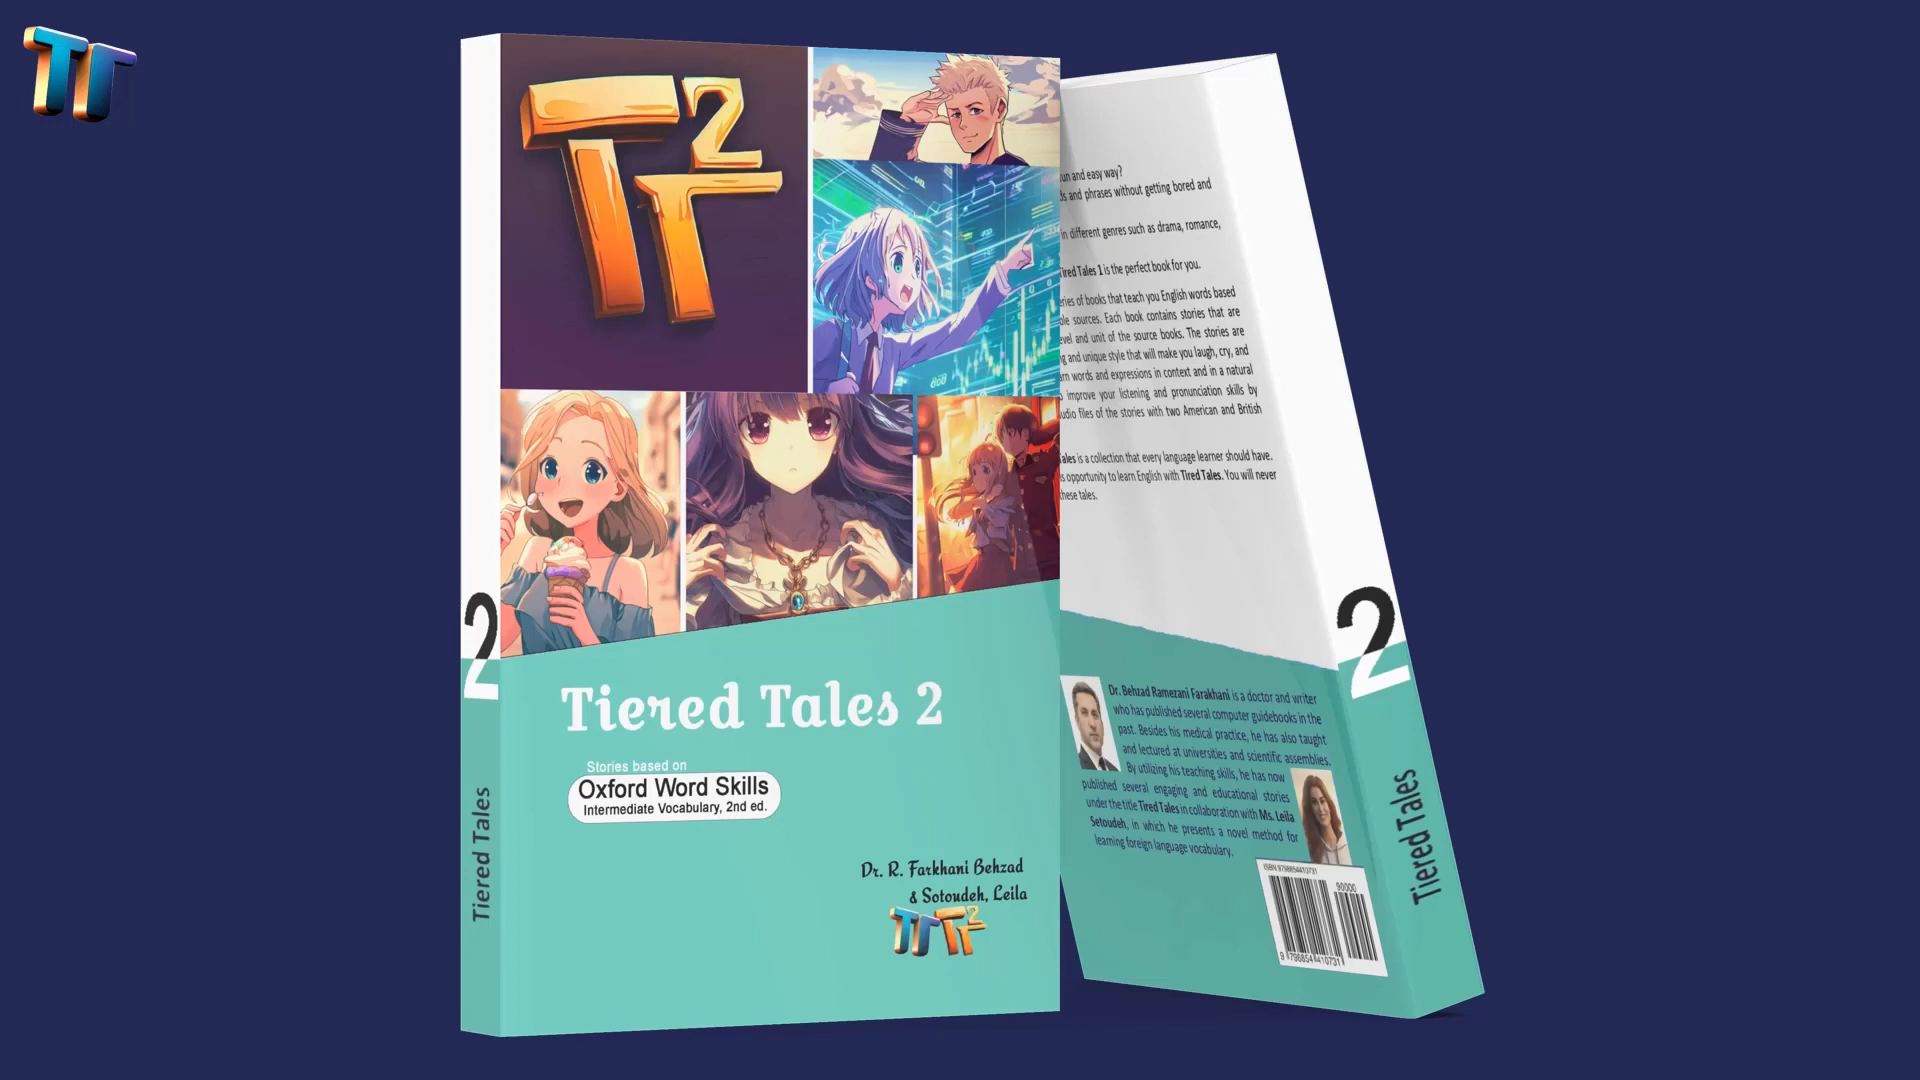 TT
T2
T
2
Tiered Tales
Tiered Tales 2
Stories based on
Oxford Word Skills
Intermediate Vocabulary, 2nd ed.
Dr. R. Farkhani Behzad
& Sotoudeh, Leila
TT TT2
and easy way?
and phrases without getting bored and
in different genres such as drama, romance,
Tired Tales 1 is the perfect book for you.
of books that teach you English words based
sources. Each book contains stories that are
and unit of the source books. The stories are
and unique style that will make you laugh, cry, and
words and expressions in context and in a natural
improve your listening and pronunciation skills by
files of the stories with two American and British
is a collection that every language learner should have.
opportunity to learn English with Tired Tales. You will never
these tales.
Dr. Behzad Ramezani Farakhani is a doctor and writer
who has published several computer guidebooks in the
past. Besides his medical practice, he has also taught
and lectured at universities and scientific assemblies.
By utilizing his teaching skills, he has now
published several engaging and educational stories
under the title Tired Tales in collaboration with Ms. Leila
Setoudeh, in which he presents a novel method for
learning foreign language vocabulary.
ISBN 9798854410731
90000
9 798854 410731
2
Tiered Tales